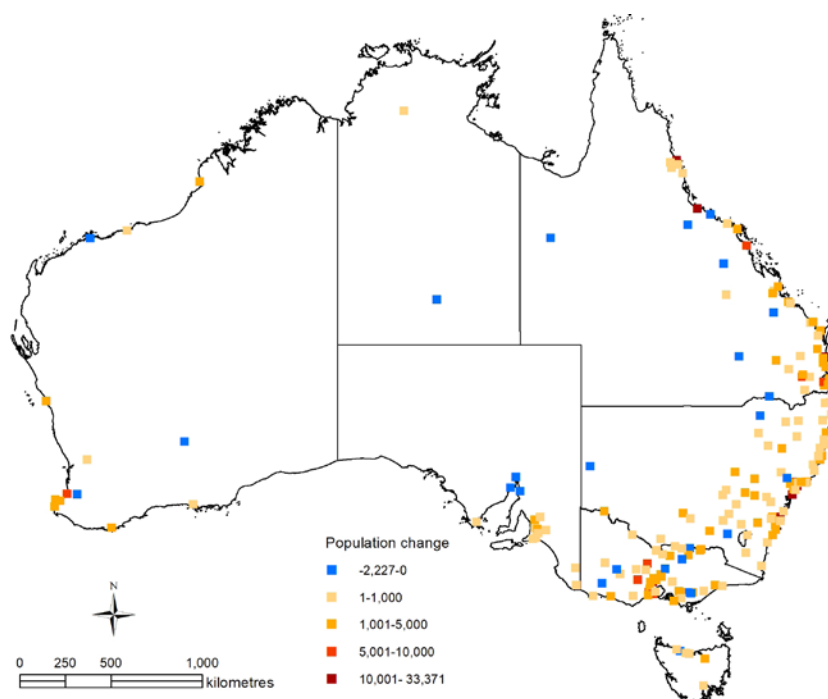 Population change
-2,227-0
1-1,000
1,001-5,000
5,001-10,000
10,001- 33,371
N
0 250 500 1,000
kilometres